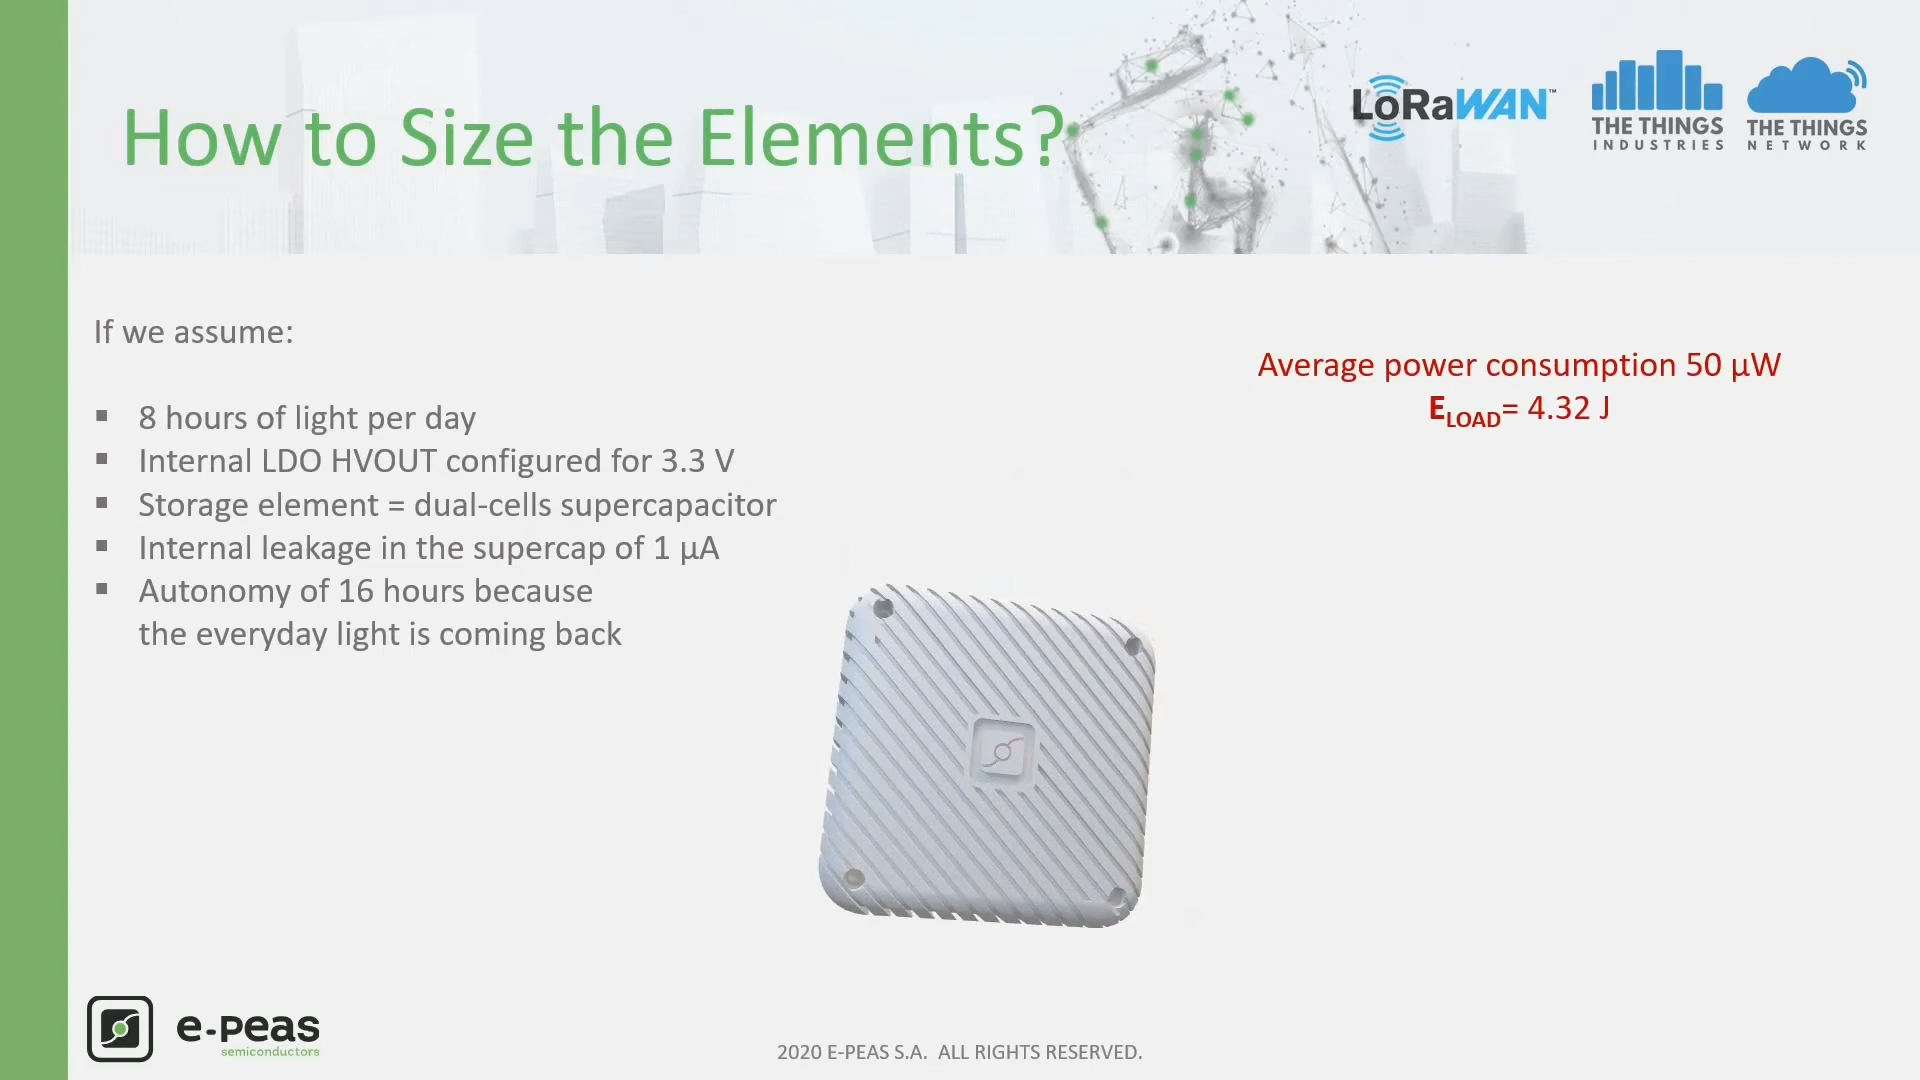 How to Size the Elements?
LoRaWAN™
THE THINGS
INDUSTRIES
THE THINGS
NETWORK
If we assume:
▪ 8 hours of light per day
▪ Internal LDO HVOUT configured for 3.3 V
▪ Storage element = dual-cells supercapacitor
▪ Internal leakage in the supercap of 1 µA
▪ Autonomy of 16 hours because
the everyday light is coming back
Average power consumption 50 µW
E_LOAD= 4.32 J
e-peas
semiconductors
2020 E-PEAS S.A. ALL RIGHTS RESERVED.